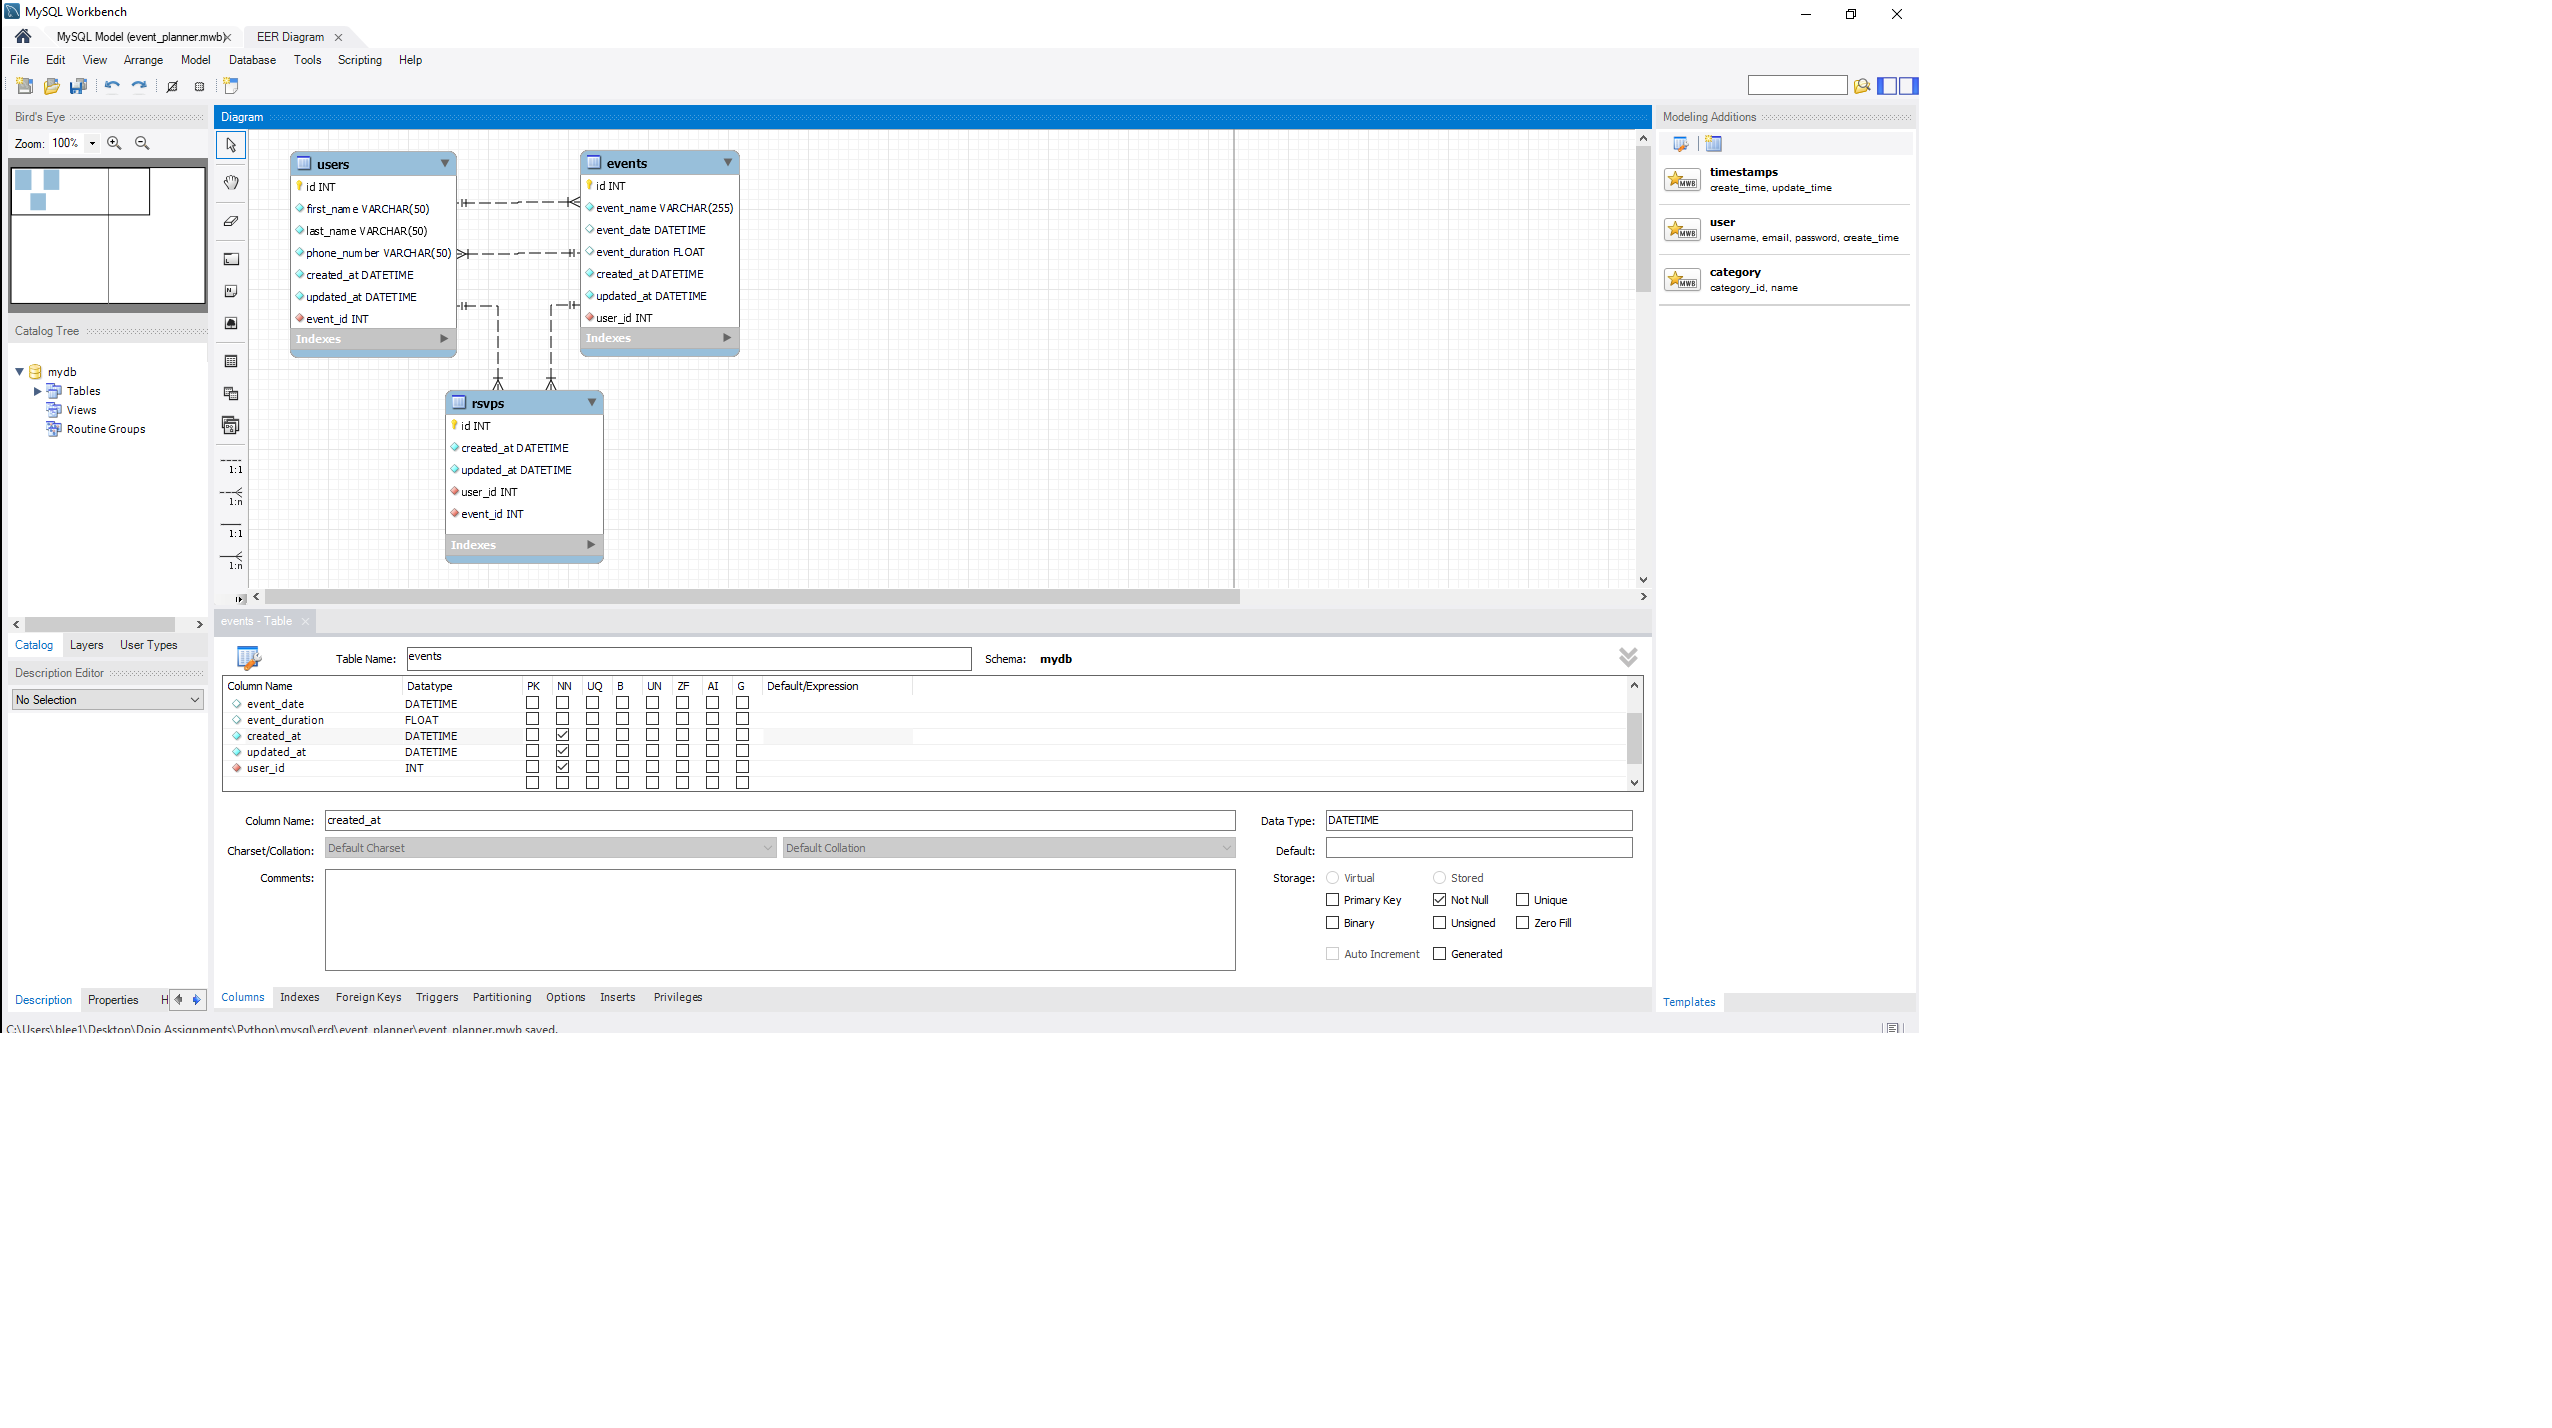 MySQL Workbench
MySQL Model (event_planner.mwb)
EER Diagram
File Edit View Arrange Model Database Tools Scripting Help
Bird's Eye
Zoom: 100%
Catalog Tree
mydb
Tables
Views
Routine Groups
Catalog Layers User Types
Description Editor
No Selection
Description Properties H
1:1
1:n
1:1
1:n
Diagram
users
id INT
first_name VARCHAR(50)
last_name VARCHAR(50)
phone_number VARCHAR(50)
created_at DATETIME
updated_at DATETIME
event_id INT
Indexes
events
id INT
event_name VARCHAR(255)
event_date DATETIME
event_duration FLOAT
created_at DATETIME
updated_at DATETIME
user_id INT
Indexes
rsvps
id INT
created_at DATETIME
updated_at DATETIME
user_id INT
event_id INT
Indexes
Modeling Additions
timestamps
create_time, update_time
user
username, email, password, create_time
category
category_id, name
Templates
events - Table
Table Name: events Schema: mydb
Column Name Datatype PK NN UQ B UN ZF AI G Default/Expression
event_date DATETIME
event_duration FLOAT
created_at DATETIME
updated_at DATETIME
user_id INT
Column Name: created_at Data Type: DATETIME
Charset/Collation: Default Charset Default Collation Default:
Comments: Storage: Virtual Stored
Primary Key Not Null Unique
Binary Unsigned Zero Fill
Auto Increment Generated
Columns Indexes Foreign Keys Triggers Partitioning Options Inserts Privileges
C:\Users\blee1\Desktop\Dojo Assignments\Python\mysql\erd\event_planner\event_planner.mwb saved.